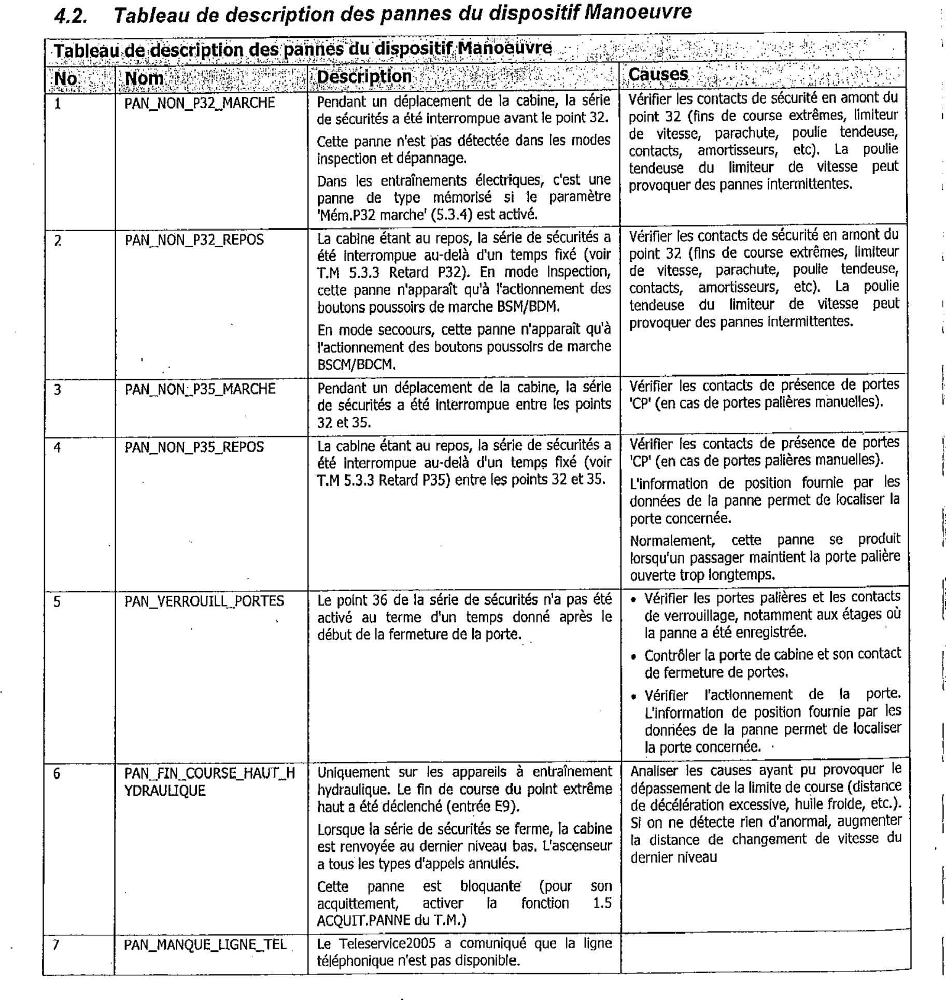 4.2. Tableau de description des pannes du dispositif Manoeuvre
Tableau de description des pannes du dispositif Manoeuvre
No Nom Description Causes
1 PAN_NON_P32_MARCHE
Pendant un déplacement de la cabine, la série
de sécurités a été interrompue avant le point 32.
Cette panne n'est pas détectée dans les modes
inspection et dépannage.
Dans les entraînements électriques, c'est une
panne de type mémorisé si le paramètre
'Mém.P32 marche' (5.3.4) est activé.
Vérifier les contacts de sécurité en amont du
point 32 (fins de course extrêmes, limiteur
de vitesse, parachute, poulie tendeuse,
contacts, amortisseurs, etc). La poulie
tendeuse du limiteur de vitesse peut
provoquer des pannes intermittentes.
2 PAN_NON_P32_REPOS
La cabine étant au repos, la série de sécurités a
été interrompue au-delà d'un temps fixé (voir
T.M 5.3.3 Retard P32). En mode Inspection,
cette panne n'apparaît qu'à l'actionnement des
boutons poussoirs de marche BSM/BDM.
En mode secoours, cette panne n'apparaît qu'à
l'actionnement des boutons poussoirs de marche
BSCM/BDCM.
Vérifier les contacts de sécurité en amont du
point 32 (fins de course extrêmes, limiteur
de vitesse, parachute, poulie tendeuse,
contacts, amortisseurs, etc). La poulie
tendeuse du limiteur de vitesse peut
provoquer des pannes intermittentes.
3 PAN_NON_P35_MARCHE
Pendant un déplacement de la cabine, la série
de sécurités a été interrompue entre les points
32 et 35.
Vérifier les contacts de présence de portes
'CP' (en cas de portes palières manuelles).
4 PAN_NON_P35_REPOS
La cabine étant au repos, la série de sécurités a
été interrompue au-delà d'un temps fixé (voir
T.M 5.3.3 Retard P35) entre les points 32 et 35.
Vérifier les contacts de présence de portes
'CP' (en cas de portes palières manuelles).
L'information de position fournie par les
données de la panne permet de localiser la
porte concernée.
Normalement, cette panne se produit
lorsqu'un passager maintient la porte palière
ouverte trop longtemps.
5 PAN_VERROUILL_PORTES
Le point 36 de la série de sécurités n'a pas été
activé au terme d'un temps donné après le
début de la fermeture de la porte.
• Vérifier les portes palières et les contacts
de verrouillage, notamment aux étages où
la panne a été enregistrée.
• Contrôler la porte de cabine et son contact
de fermeture de portes.
• Vérifier l'actionnement de la porte.
L'information de position fournie par les
données de la panne permet de localiser
la porte concernée.
6 PAN_FIN_COURSE_HAUT_H
YDRAULIQUE
Uniquement sur les appareils à entraînement
hydraulique. Le fin de course du point extrême
haut a été déclenché (entrée E9).
Lorsque la série de sécurités se ferme, la cabine
est renvoyée au dernier niveau bas. L'ascenseur
a tous les types d'appels annulés.
Cette panne est bloquante (pour son
acquittement, activer la fonction 1.5
ACQUIT.PANNE du T.M.)
Analiser les causes ayant pu provoquer le
dépassement de la limite de course (distance
de décélération excessive, huile froide, etc.).
Si on ne détecte rien d'anormal, augmenter
la distance de changement de vitesse du
dernier niveau
7 PAN_MANQUE_LIGNE_TEL
Le Teleservice2005 a comuniqué que la ligne
téléphonique n'est pas disponible.